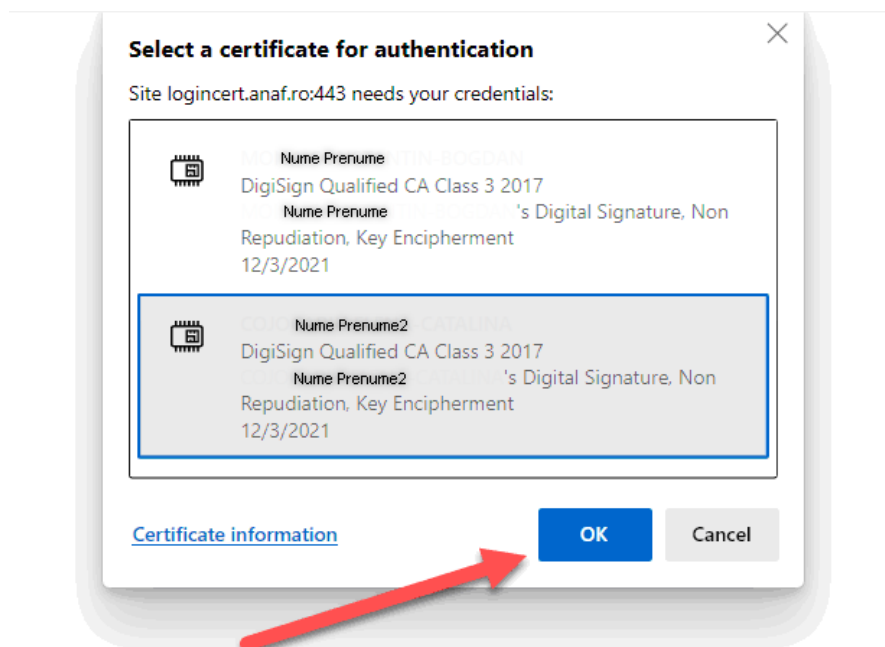 Select a certificate for authentication
Site logincert.anaf.ro:443 needs your credentials:
Nume Prenume
DigiSign Qualified CA Class 3 2017
Nume Prenume 's Digital Signature, Non
Repudiation, Key Encipherment
12/3/2021
Nume Prenume2
DigiSign Qualified CA Class 3 2017
Nume Prenume2 's Digital Signature, Non
Repudiation, Key Encipherment
12/3/2021
Certificate information
OK
Cancel